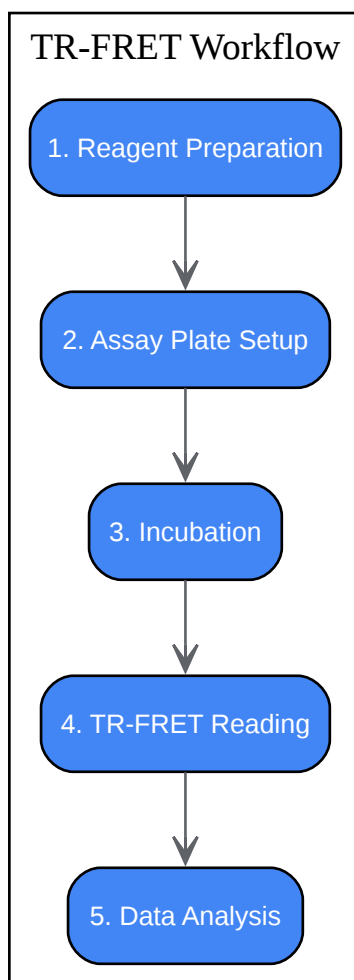 TR-FRET Workflow
1. Reagent Preparation
2. Assay Plate Setup
3. Incubation
4. TR-FRET Reading
5. Data Analysis